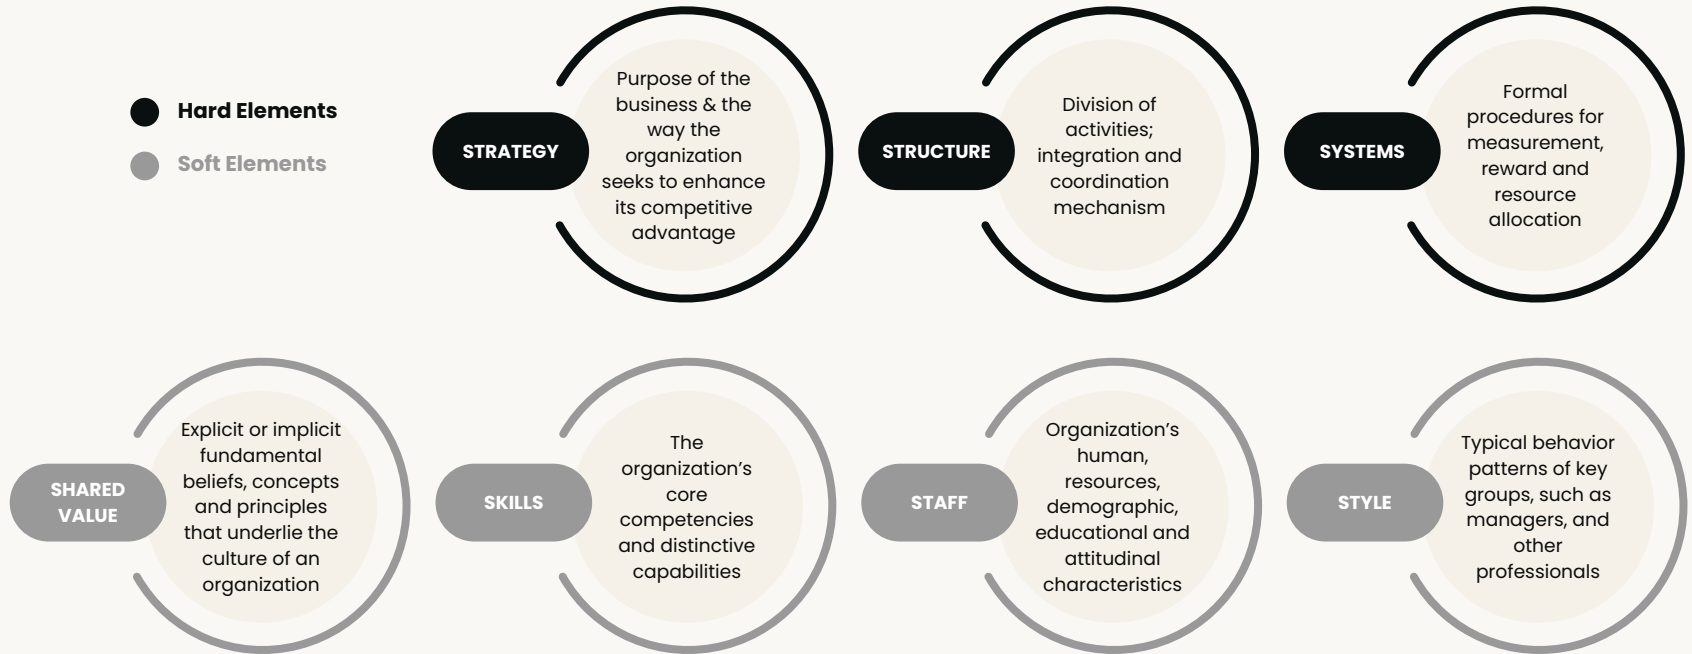 Hard Elements
Soft Elements
STRATEGY
Purpose of the
business & the
way the
organization
seeks to enhance
its competitive
advantage
STRUCTURE
Division of
activities;
integration and
coordination
mechanism
SYSTEMS
Formal
procedures for
measurement,
reward and
resource
allocation
SHARED
VALUE
Explicit or implicit
fundamental
beliefs, concepts
and principles
that underlie the
culture of an
organization
SKILLS
The
organization’s
core
competencies
and distinctive
capabilities
STAFF
Organization’s
human,
resources,
demographic,
educational and
attitudinal
characteristics
STYLE
Typical behavior
patterns of key
groups, such as
managers, and
other
professionals